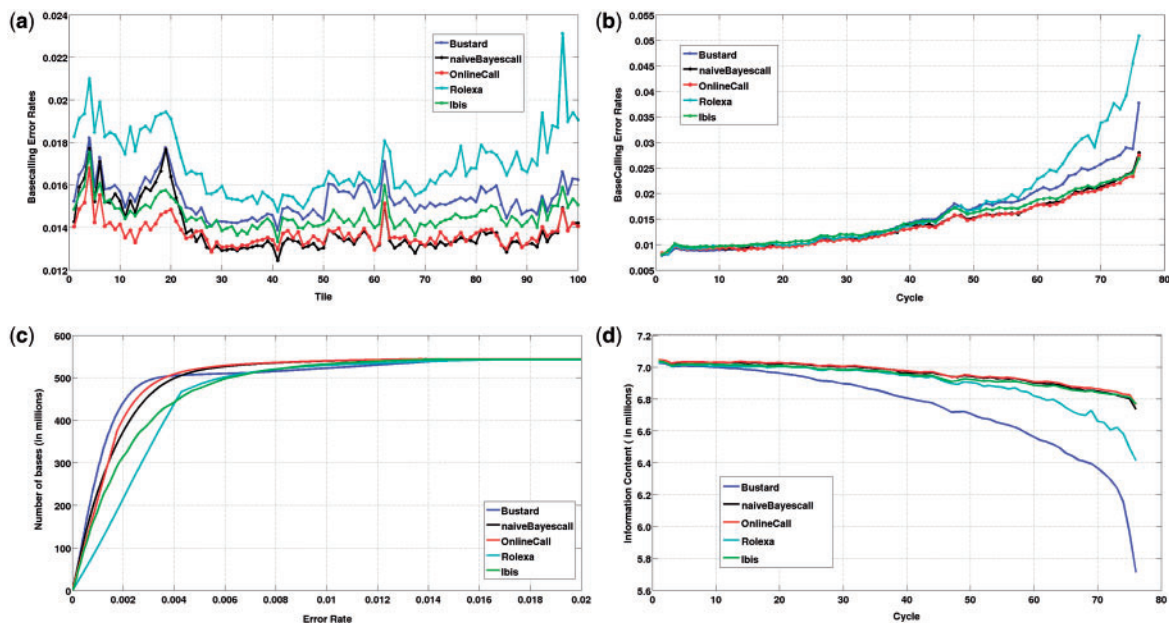 (a)
0.024
0.022
0.02
0.018
0.016
0.014
0.012
Basecalling Error Rates
Bustard
naiveBayescall
OnlineCall
Rolexa
Ibis
0 10 20 30 40 50 60 70 80 90 100
Tile
(b)
0.055
0.05
0.045
0.04
0.035
0.03
0.025
0.02
0.015
0.01
0.005
BaseCalling Error Rates
Bustard
naiveBayescall
OnlineCall
Rolexa
Ibis
0 10 20 30 40 50 60 70 80
Cycle
(c)
600
500
400
300
200
100
0
Number of bases (in millions)
Bustard
naiveBayescall
OnlineCall
Rolexa
Ibis
0 0.002 0.004 0.006 0.008 0.01 0.012 0.014 0.016 0.018 0.02
Error Rate
(d)
7.2
7.0
6.8
6.6
6.4
6.2
6.0
5.8
5.6
Information Content ( in millions)
Bustard
naiveBayescall
OnlineCall
Rolexa
Ibis
0 10 20 30 40 50 60 70 80
Cycle